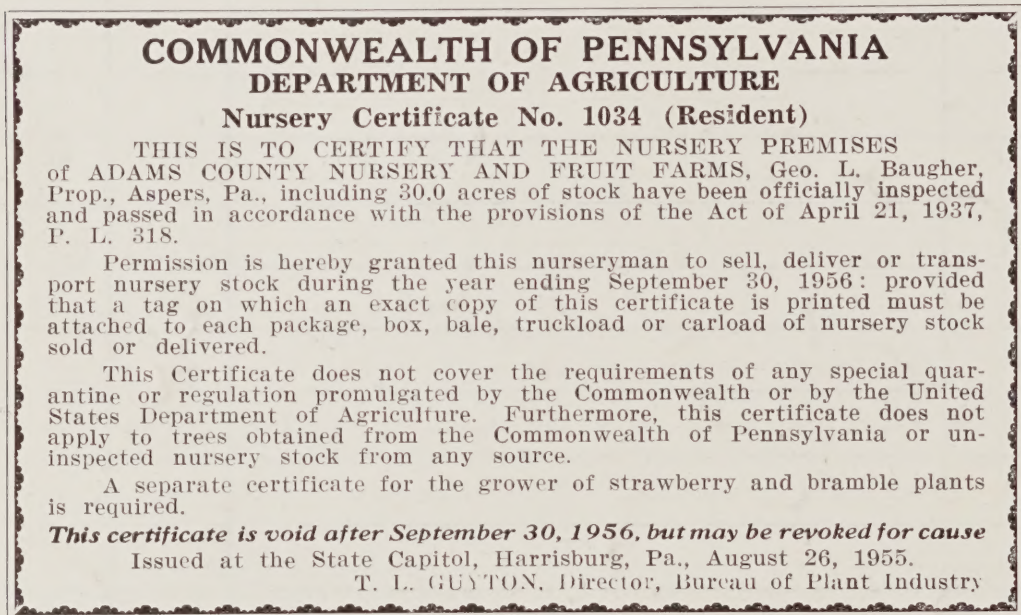 COMMONWEALTH OF PENNSYLVANIA
DEPARTMENT OF AGRICULTURE
Nursery Certificate No. 1034 (Resident)
THIS IS TO CERTIFY THAT THE NURSERY PREMISES
of ADAMS COUNTY NURSERY AND FRUIT FARMS, Geo. L. Baugher,
Prop., Aspers, Pa., including 30.0 acres of stock have been officially inspected
and passed in accordance with the provisions of the Act of April 21, 1937,
P. L. 318.
Permission is hereby granted this nurseryman to sell, deliver or trans-
port nursery stock during the year ending September 30, 1956: provided
that a tag on which an exact copy of this certificate is printed must be
attached to each package, box, bale, truckload or carload of nursery stock
sold or delivered.
This Certificate does not cover the requirements of any special quar-
antine or regulation promulgated by the Commonwealth or by the United
States Department of Agriculture. Furthermore, this certificate does not
apply to trees obtained from the Commonwealth of Pennsylvania or un-
inspected nursery stock from any source.
A separate certificate for the grower of strawberry and bramble plants
is required.
This certificate is void after September 30, 1956, but may be revoked for cause
Issued at the State Capitol, Harrisburg, Pa., August 26, 1955.
T. L. GUYTON, Director, Bureau of Plant Industry